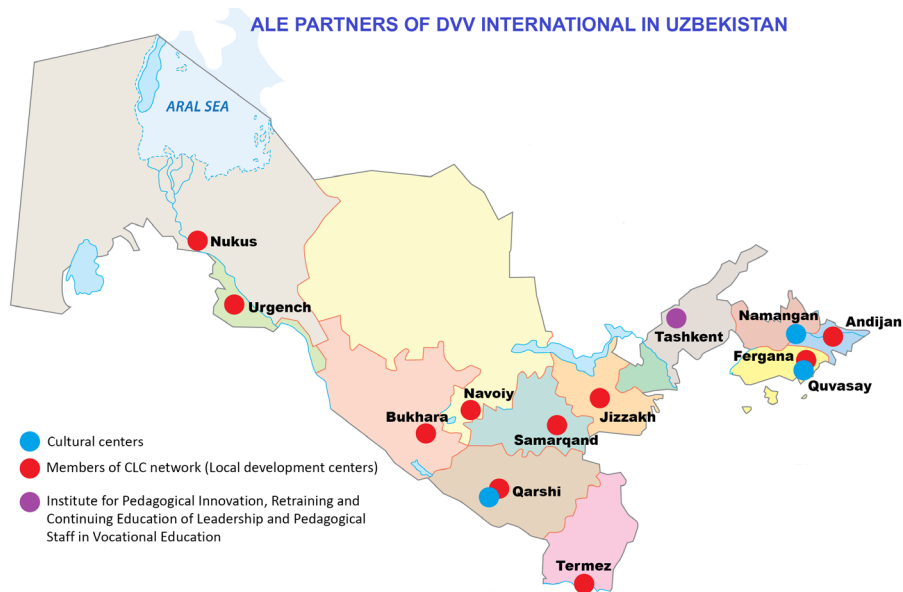 ALE PARTNERS OF DVV INTERNATIONAL IN UZBEKISTAN
ARAL SEA
Nukus
Urgench
Namangan
Andijan
Tashkent
Fergana
Quvasay
Navoiy
Bukhara
Jizzakh
Samarqand
Qarshi
Termez
Cultural centers
Members of CLC network (Local development centers)
Institute for Pedagogical Innovation, Retraining and
Continuing Education of Leadership and Pedagogical
Staff in Vocational Education